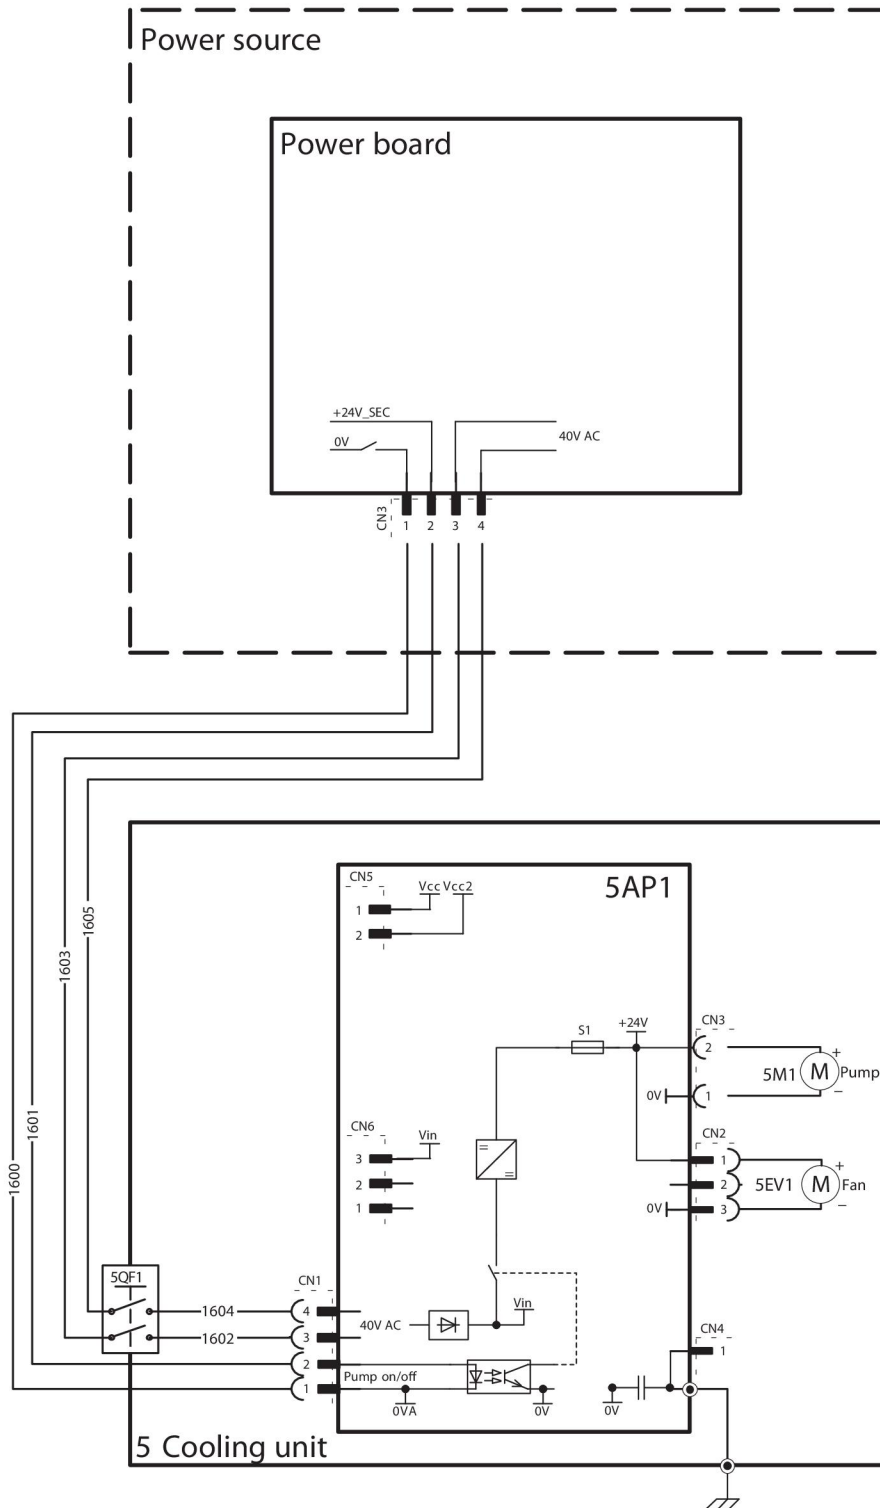 Power source
Power board
+24V_SEC
0V
40V AC
CN3
1 2 3 4
CN5
Vcc Vcc2
5AP1
1
2
1605
1603
S1
+24V
CN3
2
+
5M1 M Pump
0V
1
−
1601
1600
CN6
Vin
3
2
1
=
=
CN2
1
+
2
5EV1 M Fan
0V
3
−
5QF1
CN1
1604
4
Vin
40V AC
1602
3
CN4
1
2
Pump on/off
1
0VA
0V
0V
5 Cooling unit